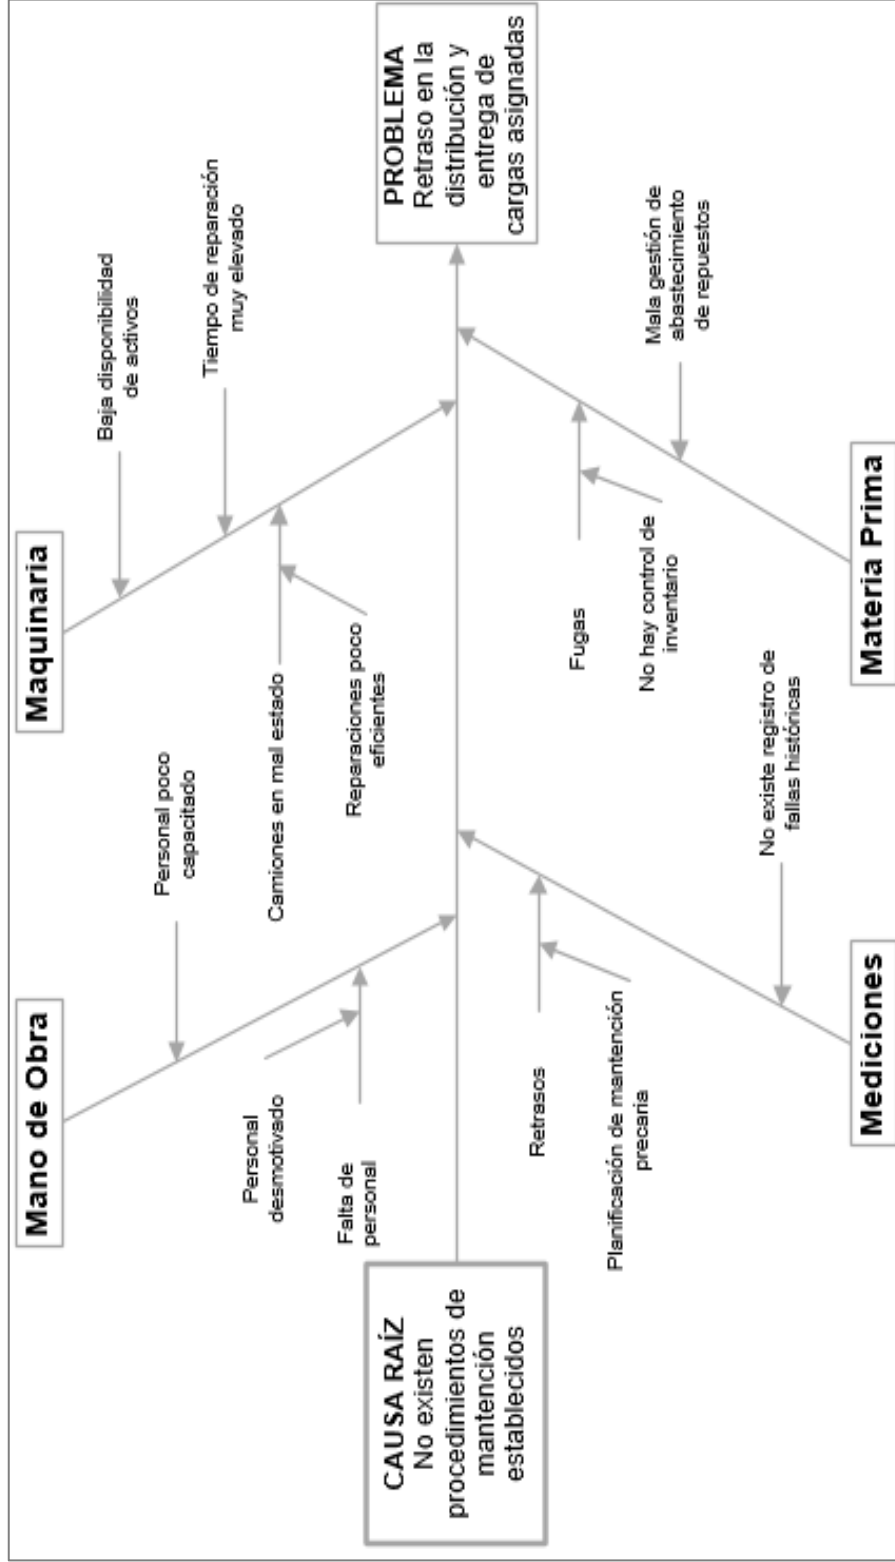 Mano de Obra
Maquinaria
Personal poco
capacitado
Baja disponibilidad
de activos
Personal
desmotivado
Tiempo de reparación
muy elevado
Falta de
personal
Camiones en mal estado
Reparaciones poco
eficientes
CAUSA RAÍZ
No existen
procedimientos de
mantención
establecidos
PROBLEMA
Retraso en la
distribución y
entrega de
cargas asignadas
Retrasos
Planificación de mantención
precaria
Fugas
No hay control de
inventario
Mala gestión de
abastecimiento
de repuestos
No existe registro de
fallas históricas
Mediciones
Materia Prima